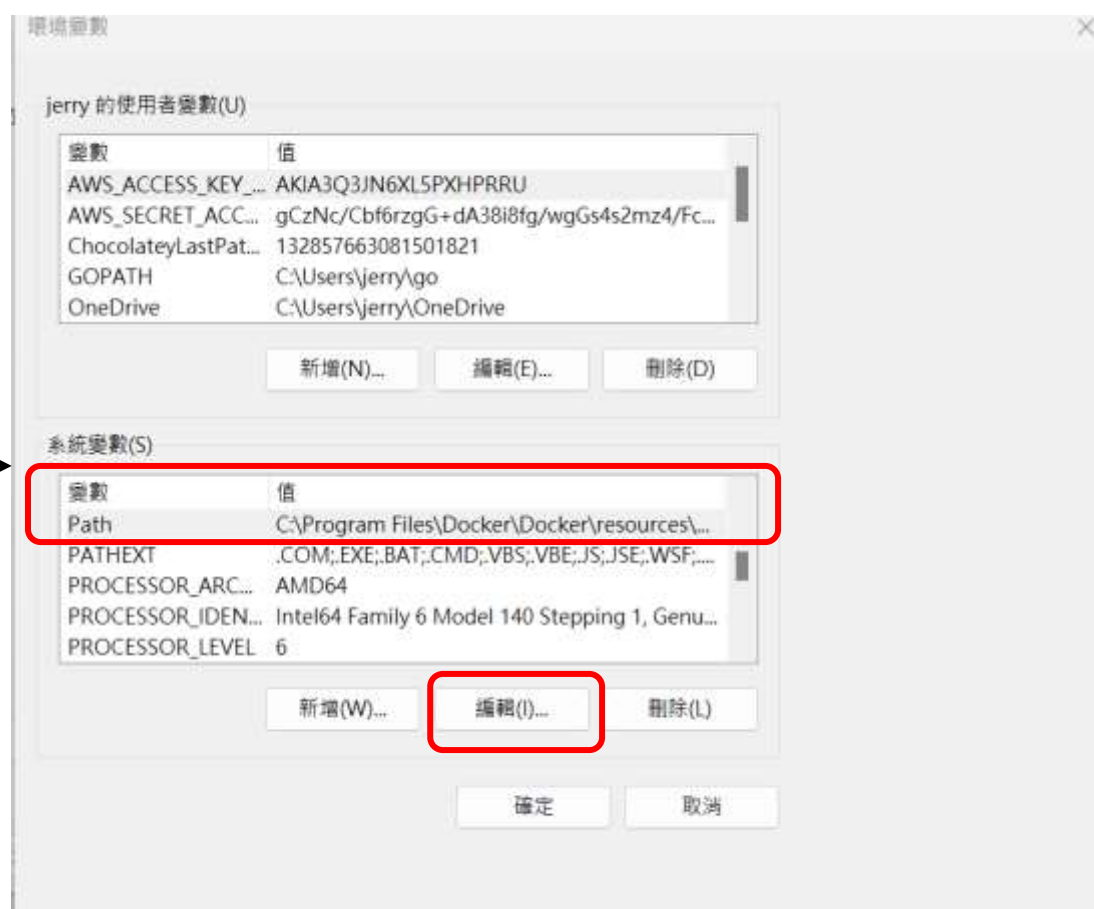 環境變數
jerry 的使用者變數(U)
變數 值
AWS_ACCESS_KEY_... AKIA3Q3JN6XL5PXHPRRU
AWS_SECRET_ACC... gCzNc/Cbf6rzgG+dA38i8fg/wgGs4s2mz4/Fc...
ChocolateyLastPat... 132857663081501821
GOPATH C:\Users\jerry\go
OneDrive C:\Users\jerry\OneDrive
新增(N)... 編輯(E)... 刪除(D)
系統變數(S)
變數 值
Path C:\Program Files\Docker\Docker\resources\...
PATHEXT .COM;.EXE;.BAT;.CMD;.VBS;.VBE;.JS;.JSE;.WSF;....
PROCESSOR_ARC... AMD64
PROCESSOR_IDEN... Intel64 Family 6 Model 140 Stepping 1, Genu...
PROCESSOR_LEVEL 6
新增(W)... 編輯(I)... 刪除(L)
確定 取消